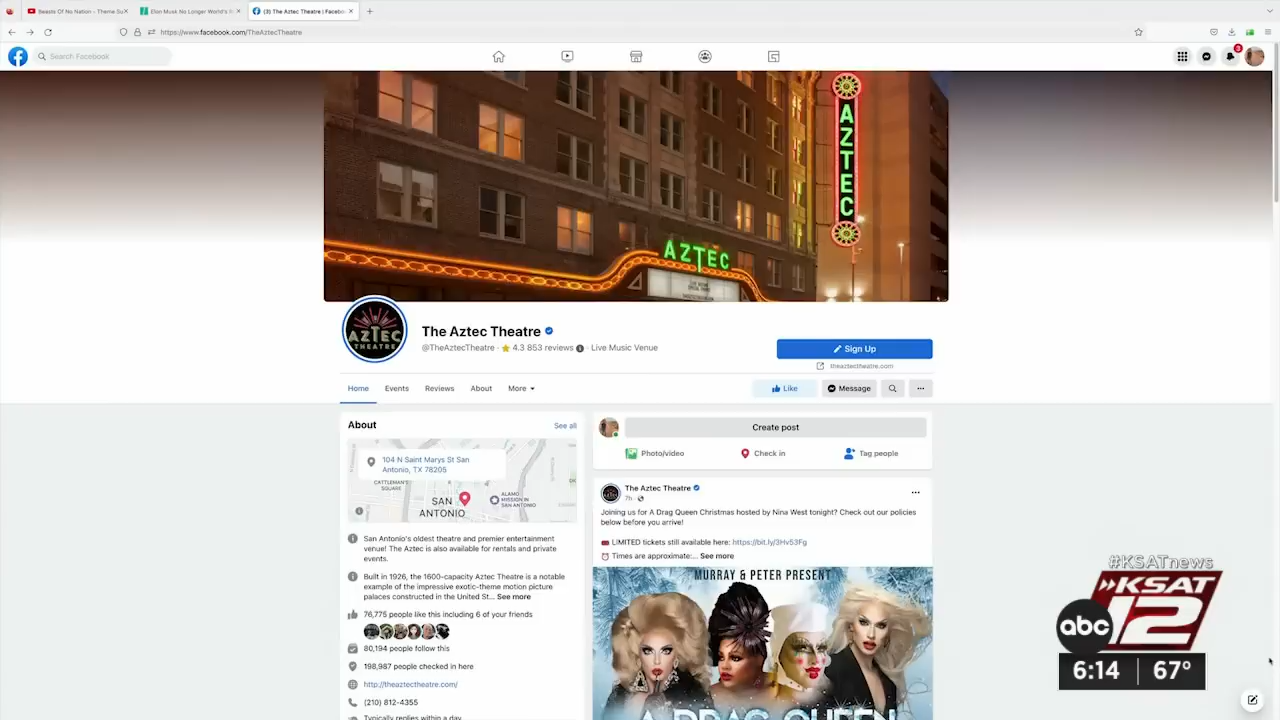 Beasts Of No Nation - Theme Su
Elon Musk No Longer World's R
(3) The Aztec Theatre | Facebo
https://www.facebook.com/TheAztecTheatre
Search Facebook
3
AZTEC
AZTEC
AZTEC
THEATRE
The Aztec Theatre
@TheAztecTheatre · 4.3 853 reviews · Live Music Venue
Sign Up
theaztectheatre.com
Home
Events
Reviews
About
More
Like
Message
About
See all
104 N Saint Marys St San
Antonio, TX 78205
CATTLEMAN'S
SQUARE
SAN
ANTONIO
ALAMO
MISSION IN
SAN ANTONIO
San Antonio's oldest theatre and premier entertainment
venue! The Aztec is also available for rentals and private
events.
Built in 1926, the 1600-capacity Aztec Theatre is a notable
example of the impressive exotic-theme motion picture
palaces constructed in the United St... See more
76,775 people like this including 6 of your friends
80,194 people follow this
198,987 people checked in here
http://theaztectheatre.com/
(210) 812-4355
Typically replies within a day
Create post
Photo/video
Check in
Tag people
The Aztec Theatre
7h ·
Joining us for A Drag Queen Christmas hosted by Nina West tonight? Check out our policies
below before you arrive!
LIMITED tickets still available here: https://bit.ly/3Hv53Fg
Times are approximate:... See more
MURRAY & PETER PRESENT
A DRAG QUEEN
#KSATnews
KSAT
abc
12
6:14
67°